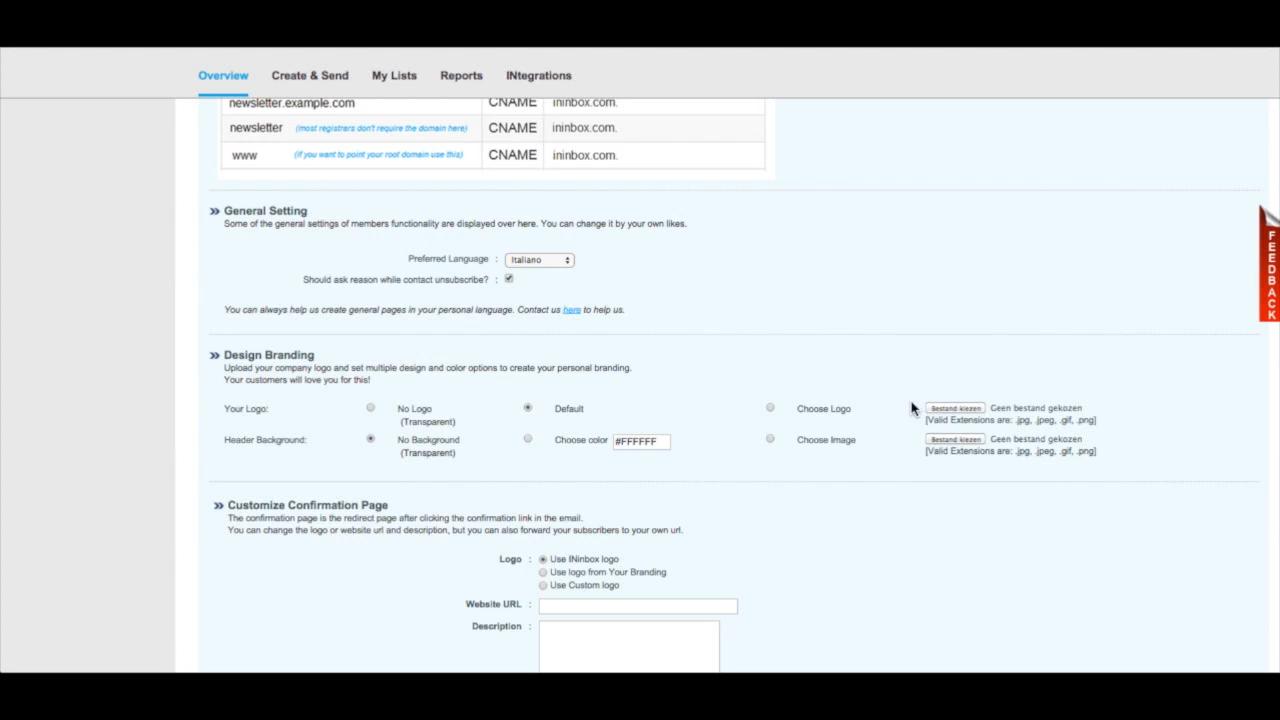 Overview Create & Send My Lists Reports INtegrations
newsletter.example.com CNAME ininbox.com.
newsletter (most registrars don't require the domain here) CNAME ininbox.com.
www (if you want to point your root domain use this) CNAME ininbox.com.
General Setting
Some of the general settings of members functionality are displayed over here. You can change it by your own likes.
Preferred Language : Italiano
Should ask reason while contact unsubscribe? :
You can always help us create general pages in your personal language. Contact us here to help us.
FEEDBACK
Design Branding
Upload your company logo and set multiple design and color options to create your personal branding.
Your customers will love you for this!
Your Logo: No Logo Default Choose Logo Bestand kiezen Geen bestand gekozen
(Transparent) [Valid Extensions are: .jpg, .jpeg, .gif, .png]
Header Background: No Background Choose color #FFFFFF Choose Image Bestand kiezen Geen bestand gekozen
(Transparent) [Valid Extensions are: .jpg, .jpeg, .gif, .png]
Customize Confirmation Page
The confirmation page is the redirect page after clicking the confirmation link in the email.
You can change the logo or website url and description, but you can also forward your subscribers to your own url.
Logo : Use INinbox logo
Use logo from Your Branding
Use Custom logo
Website URL :
Description :